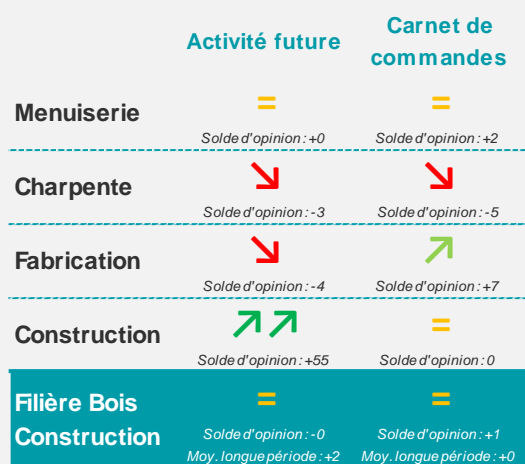 Activité future
Carnet de
commandes
Menuiserie
=
=
Solde d'opinion : +0
Solde d'opinion : +2
Charpente
Solde d'opinion : -3
Solde d'opinion : -5
Fabrication
Solde d'opinion : -4
Solde d'opinion : +7
Construction
=
Solde d'opinion : +55
Solde d'opinion : 0
Filière Bois
Construction
=
=
Solde d'opinion : -0
Solde d'opinion : +1
Moy. longue période : +2
Moy. longue période : +0